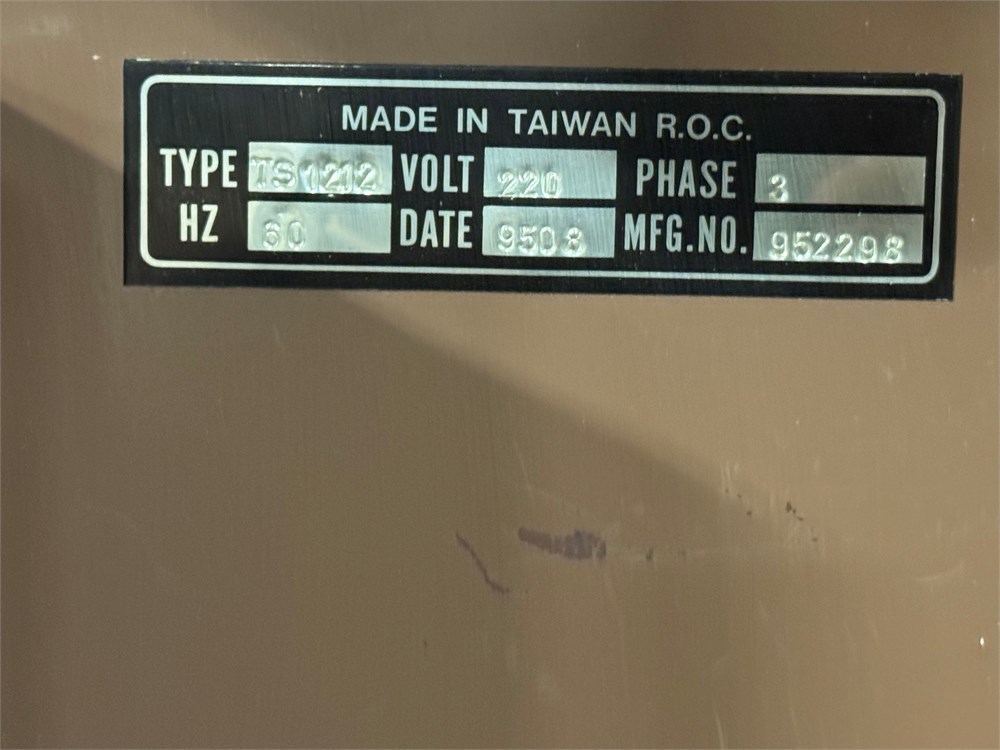 MADE IN TAIWAN R.O.C.
TYPE TS1212 VOLT 220 PHASE 3
HZ 60 DATE 9508 MFG.NO. 952298